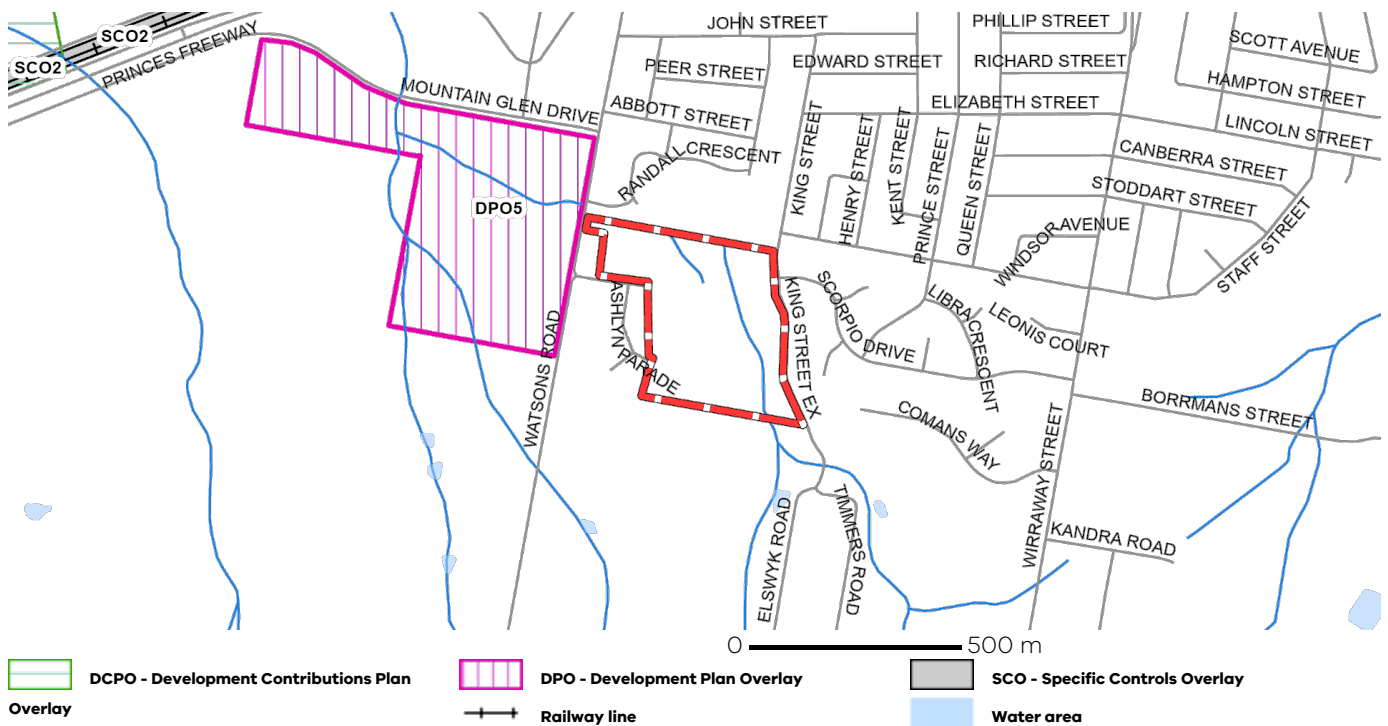 SCO2
SCO2
PRINCES FREEWAY
JOHN STREET
PHILLIP STREET
SCOTT AVENUE
PEER STREET
EDWARD STREET
RICHARD STREET
HAMPTON STREET
MOUNTAIN GLEN DRIVE
ABBOTT STREET
ELIZABETH STREET
LINCOLN STREET
RANDALL CRESCENT
KING STREET
HENRY STREET
KENT STREET
PRINCE STREET
QUEEN STREET
CANBERRA STREET
STODDART STREET
DPO5
WINDSOR AVENUE
STAFF STREET
ASHLYN PARADE
KING STREET EX
SCORPIO DRIVE
LIBRA CRESCENT
LEONIS COURT
WATSONS ROAD
COMANS WAY
BORRMANS STREET
WIRRAWAY STREET
ELSWYK ROAD
TIMMERS ROAD
KANDRA ROAD
0 500 m
DCPO - Development Contributions Plan
Overlay
DPO - Development Plan Overlay
Railway line
SCO - Specific Controls Overlay
Water area